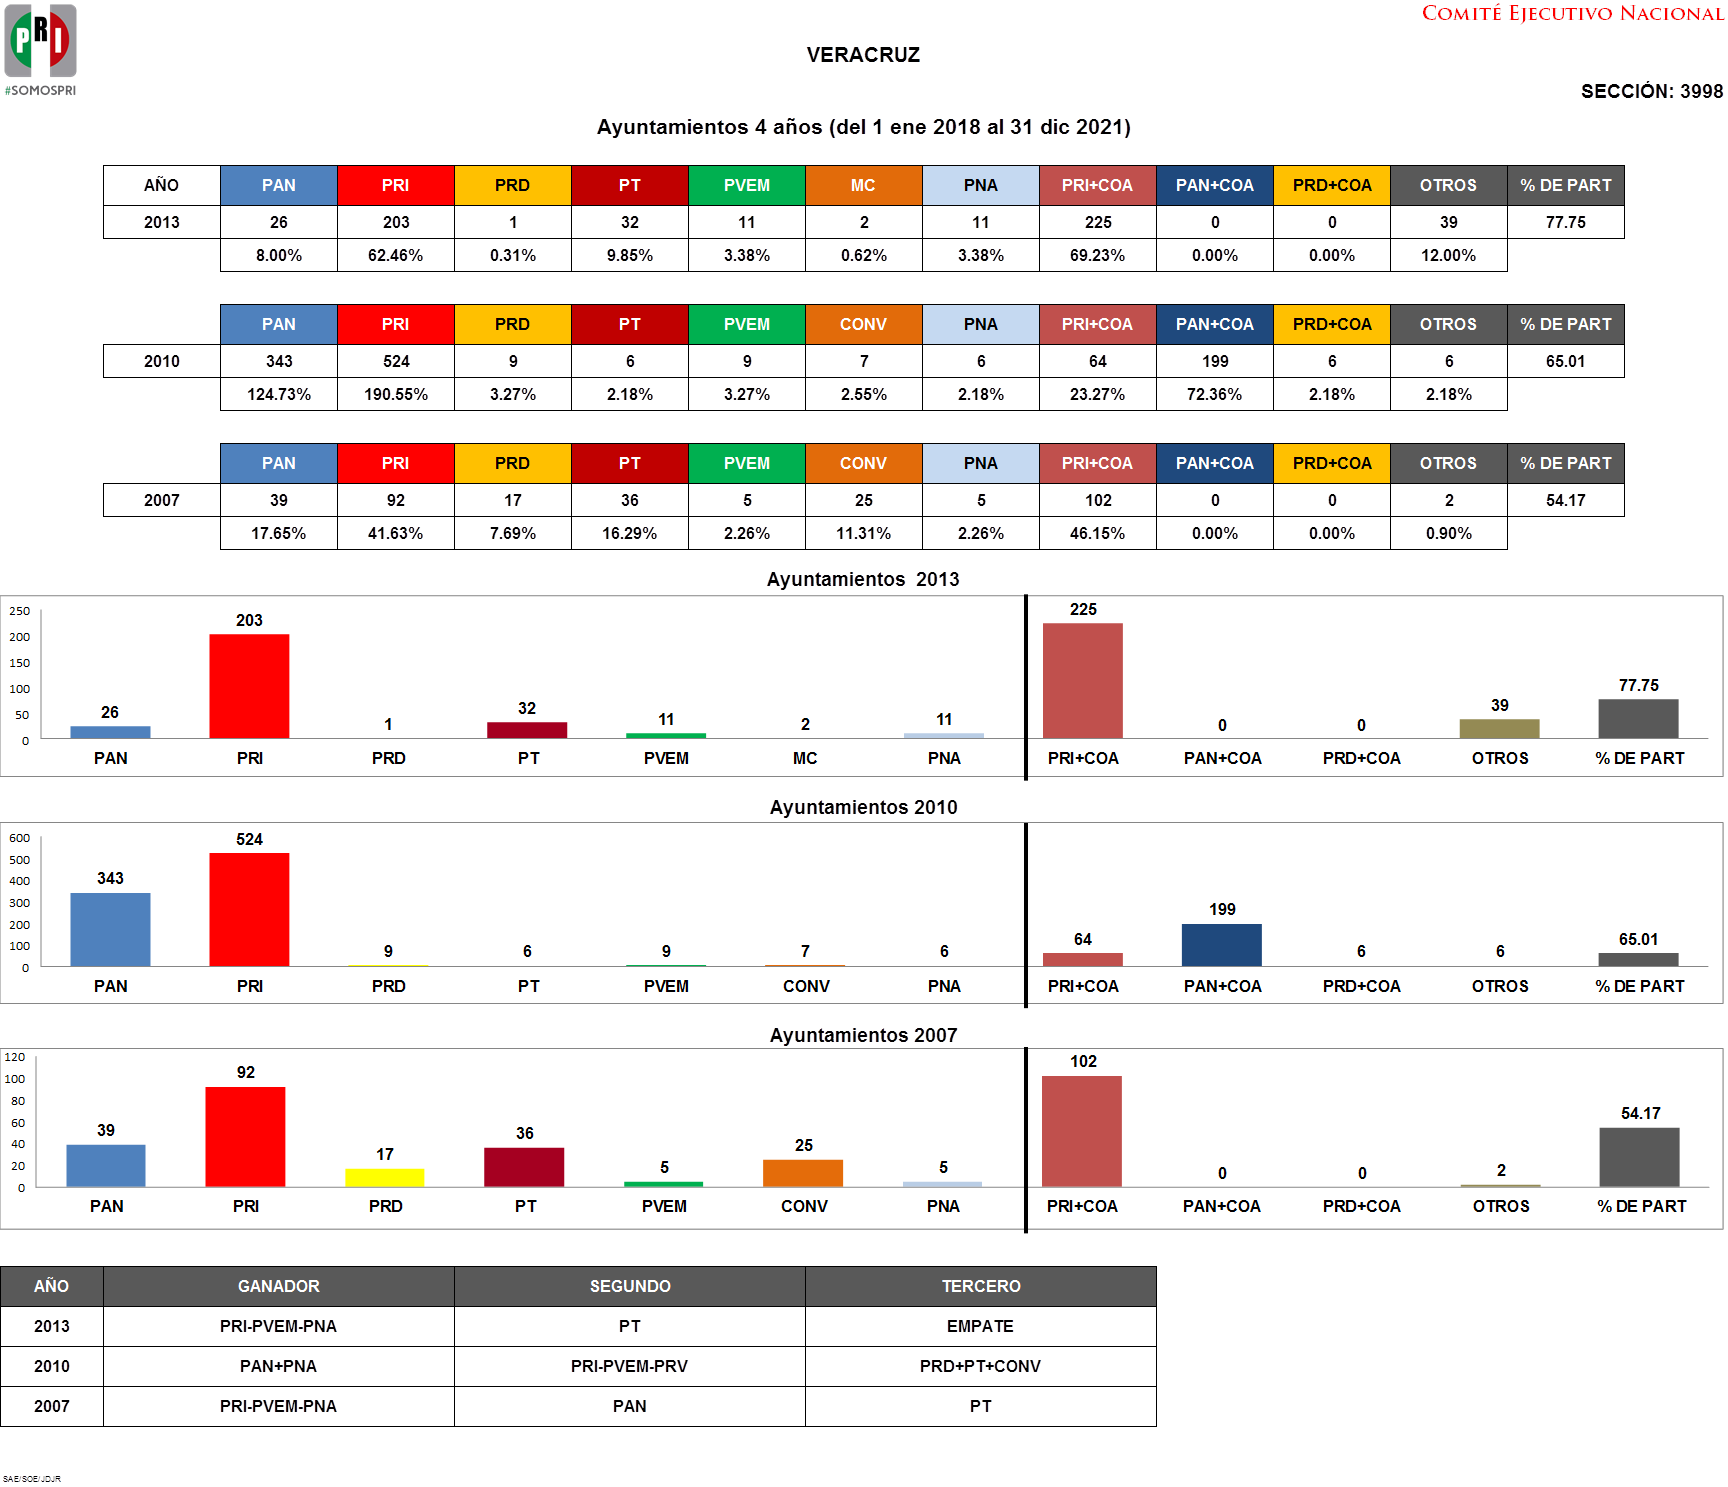 PRI
#SOMOSPRI
COMITÉ EJECUTIVO NACIONAL
VERACRUZ
SECCIÓN: 3998
Ayuntamientos 4 años (del 1 ene 2018 al 31 dic 2021)
AÑO PAN PRI PRD PT PVEM MC PNA PRI+COA PAN+COA PRD+COA OTROS % DE PART
2013 26 203 1 32 11 2 11 225 0 0 39 77.75
8.00% 62.46% 0.31% 9.85% 3.38% 0.62% 3.38% 69.23% 0.00% 0.00% 12.00%
PAN PRI PRD PT PVEM CONV PNA PRI+COA PAN+COA PRD+COA OTROS % DE PART
2010 343 524 9 6 9 7 6 64 199 6 6 65.01
124.73% 190.55% 3.27% 2.18% 3.27% 2.55% 2.18% 23.27% 72.36% 2.18% 2.18%
PAN PRI PRD PT PVEM CONV PNA PRI+COA PAN+COA PRD+COA OTROS % DE PART
2007 39 92 17 36 5 25 5 102 0 0 2 54.17
17.65% 41.63% 7.69% 16.29% 2.26% 11.31% 2.26% 46.15% 0.00% 0.00% 0.90%
Ayuntamientos 2013
250
200
150
100
50
0
26 203 1 32 11 2 11 225 0 0 39 77.75
PAN PRI PRD PT PVEM MC PNA PRI+COA PAN+COA PRD+COA OTROS % DE PART
Ayuntamientos 2010
600
500
400
300
200
100
0
343 524 9 6 9 7 6 64 199 6 6 65.01
PAN PRI PRD PT PVEM CONV PNA PRI+COA PAN+COA PRD+COA OTROS % DE PART
Ayuntamientos 2007
120
100
80
60
40
20
0
39 92 17 36 5 25 5 102 0 0 2 54.17
PAN PRI PRD PT PVEM CONV PNA PRI+COA PAN+COA PRD+COA OTROS % DE PART
AÑO GANADOR SEGUNDO TERCERO
2013 PRI-PVEM-PNA PT EMPATE
2010 PAN+PNA PRI-PVEM-PRV PRD+PT+CONV
2007 PRI-PVEM-PNA PAN PT
SAE/SOE/JDJR